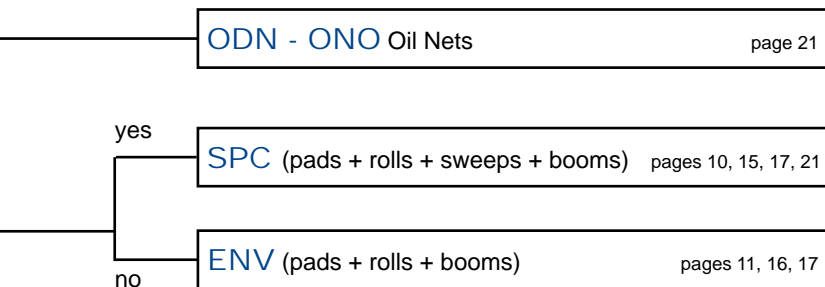 ODN - ONO Oil Nets page 21
yes
SPC (pads + rolls + sweeps + booms) pages 10, 15, 17, 21
ENV (pads + rolls + booms) pages 11, 16, 17
no